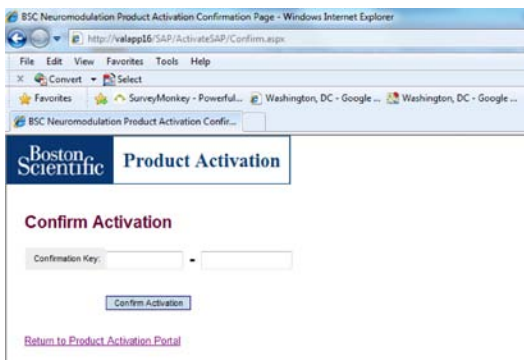 BSC Neuromodulation Product Activation Confirmation Page - Windows Internet Explorer
http://valapp16/SAP/ActivateSAP/Confirm.aspx
File Edit View Favorites Tools Help
x Convert Select
Favorites SurveyMonkey - Powerful... Washington, DC - Google ... Washington, DC - Google ...
BSC Neuromodulation Product Activation Confir...
Boston Scientific Product Activation
Confirm Activation
Confirmation Key: -
Confirm Activation
Return to Product Activation Portal